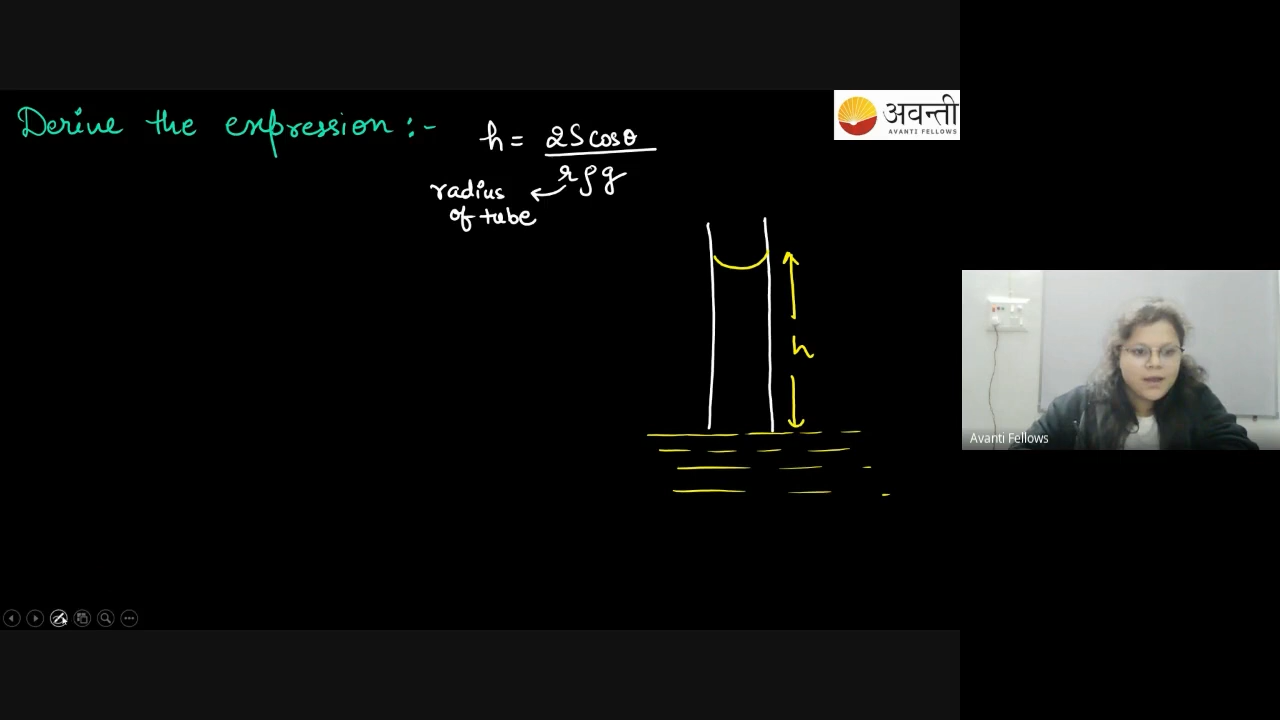 Derive the expression :-
h = 2S cosθ / rρg
radius of tube
अवन्ती
AVANTI FELLOWS
h
Avanti Fellows